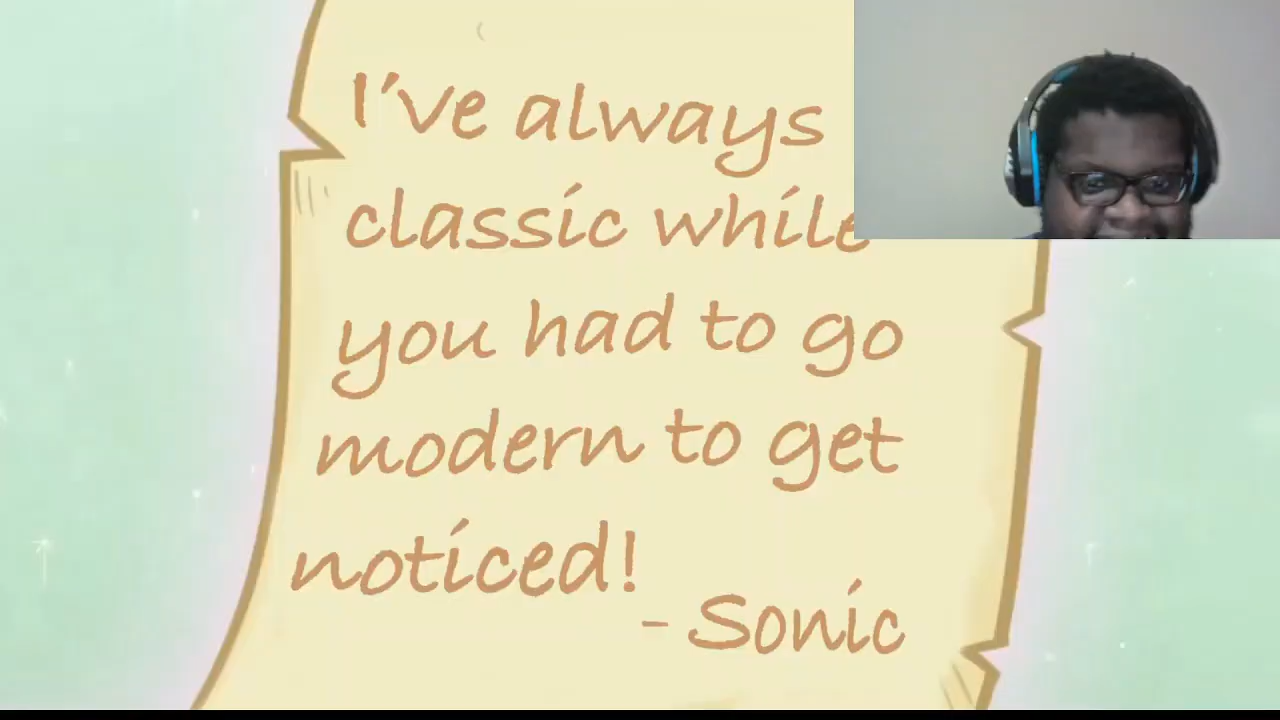 I've always
classic while
you had to go
modern to get
noticed!
- Sonic